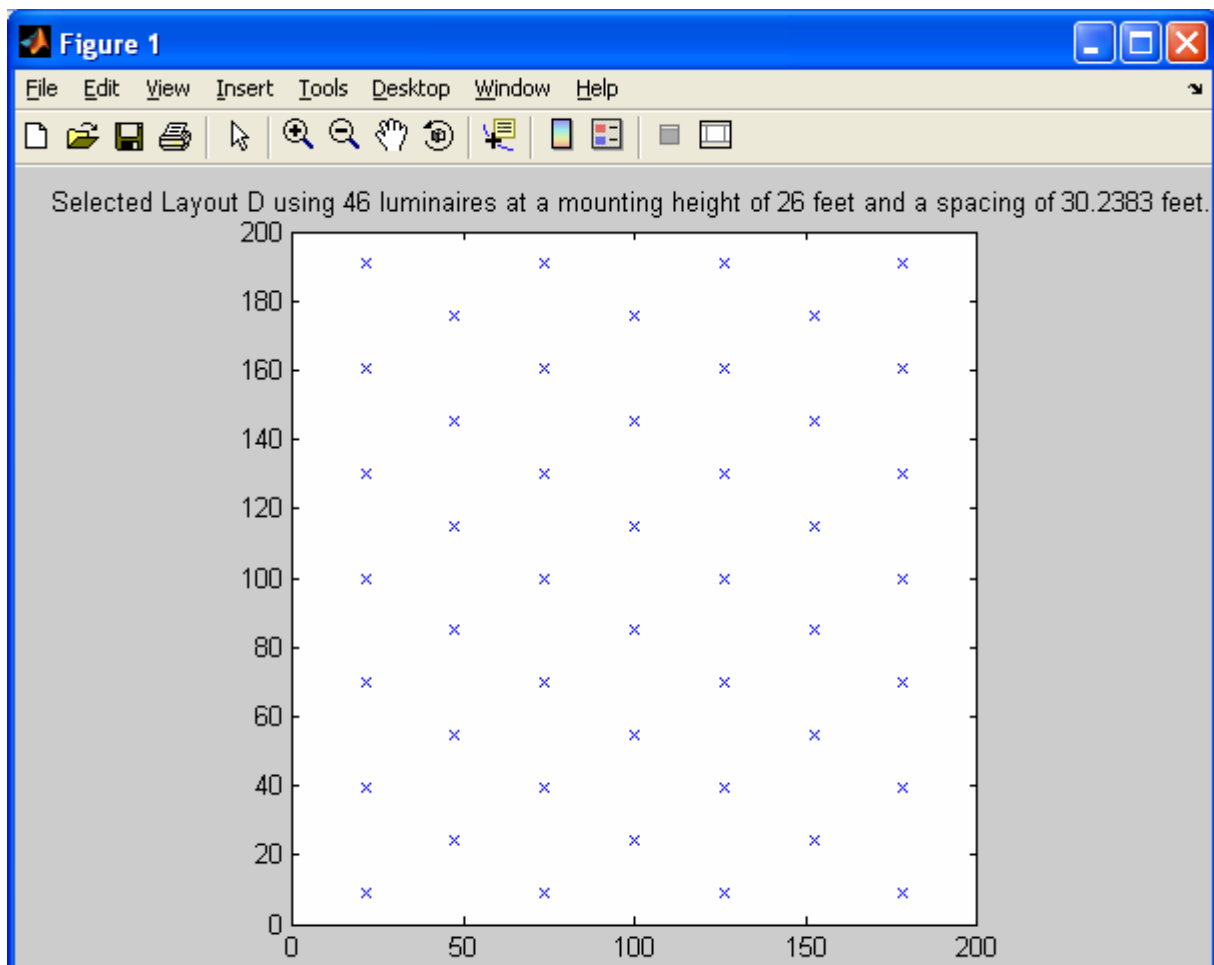 Figure 1
File Edit View Insert Tools Desktop Window Help
Selected Layout D using 46 luminaires at a mounting height of 26 feet and a spacing of 30.2383 feet.
200
180
160
140
120
100
80
60
40
20
0
0 50 100 150 200